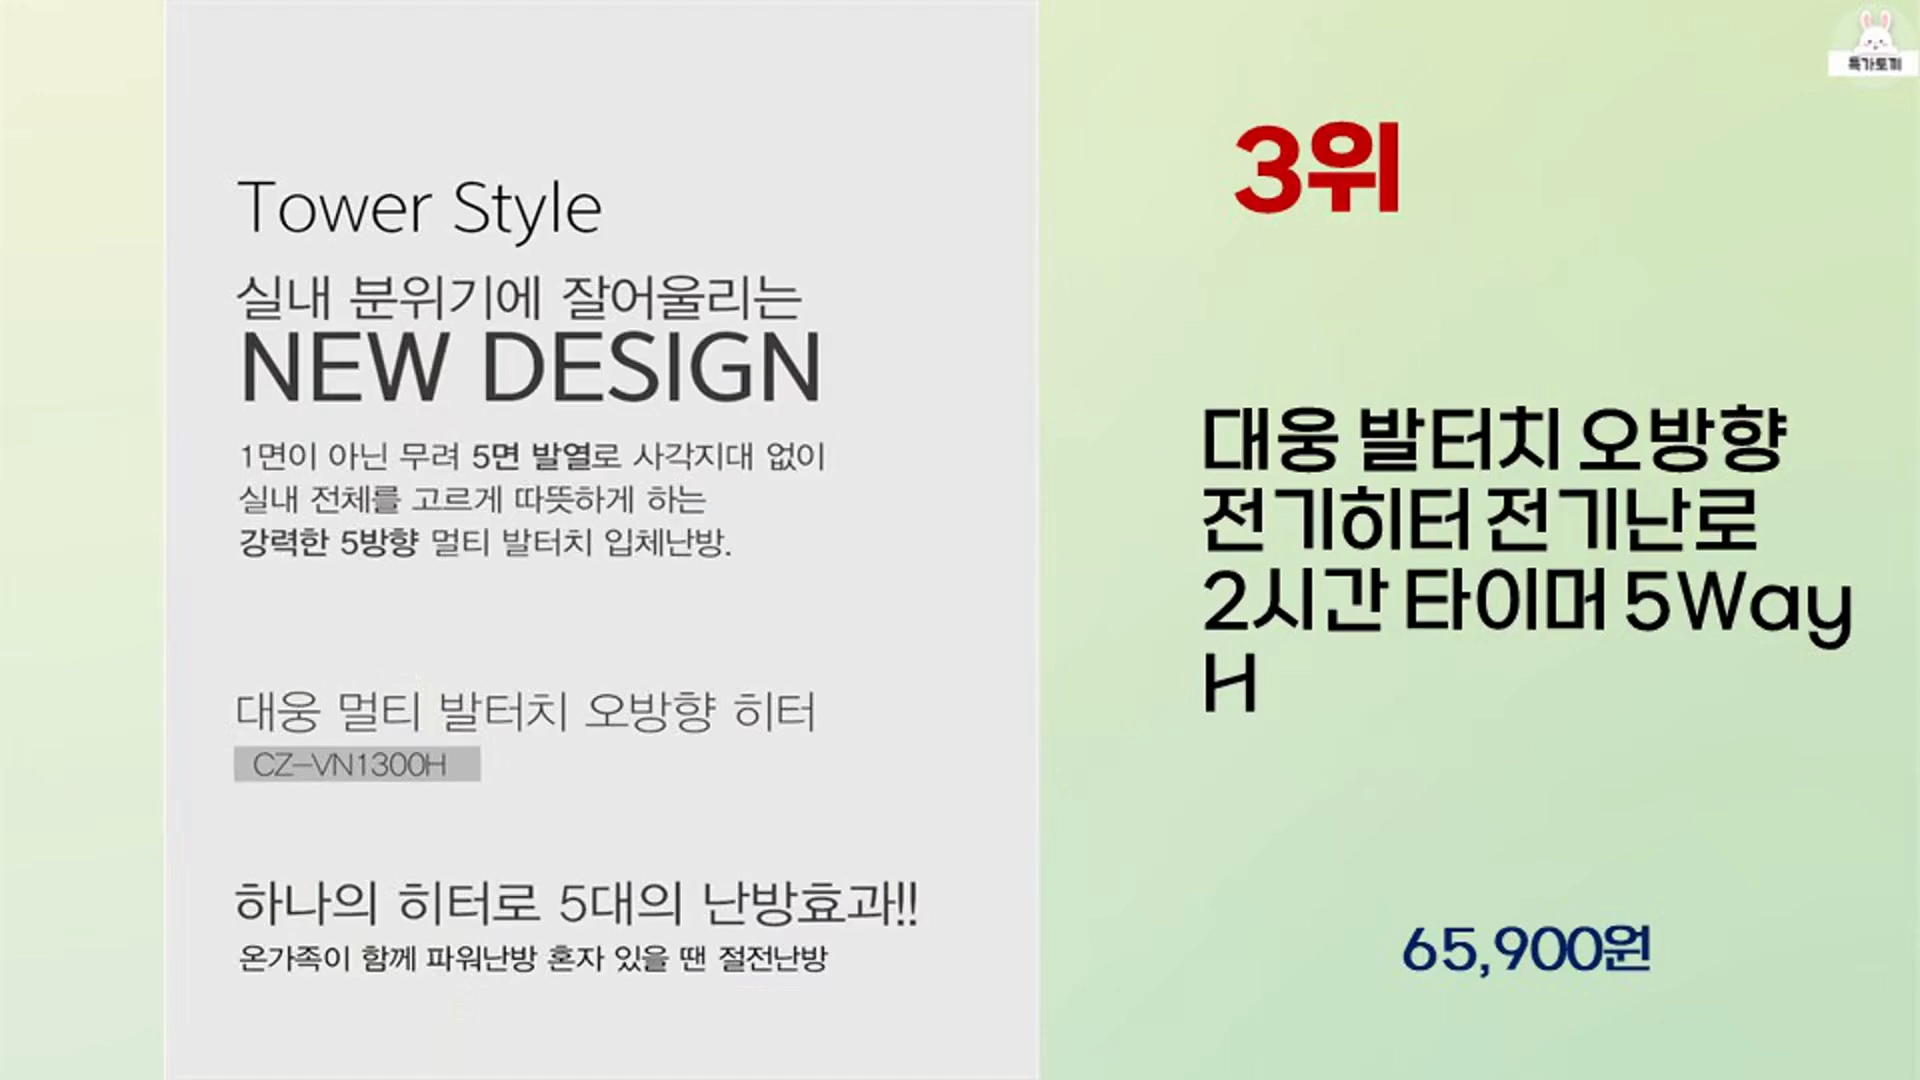 Tower Style
실내 분위기에 잘어울리는
NEW DESIGN
1면이 아닌 무려 5면 발열로 사각지대 없이
실내 전체를 고르게 따뜻하게 하는
강력한 5방향 멀티 발터치 입체난방.
대웅 멀티 발터치 오방향 히터
CZ-VN1300H
하나의 히터로 5대의 난방효과!!
온가족이 함께 파워난방 혼자 있을 땐 절전난방
특가토끼
3위
대웅 발터치 오방향
전기히터 전기난로
2시간 타이머 5Way
H
65,900원